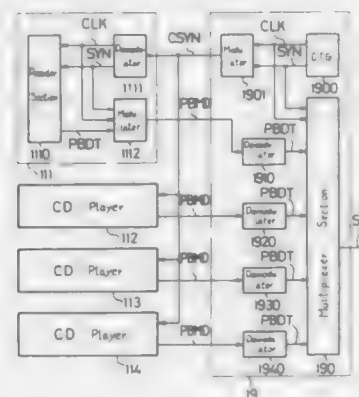 CLK
SYN
CSYN
CLK
SYN
Section
PBDT
1110
111
1111
1112
PBMD
1901
CTG
1900
1910
PBDT
CD Player
112
PBMD
1920
PBDT
CD Player
113
PBMD
1930
PBDT
CD Player
114
PBMD
1940
PBDT
Multiplexer Section
190
S
19